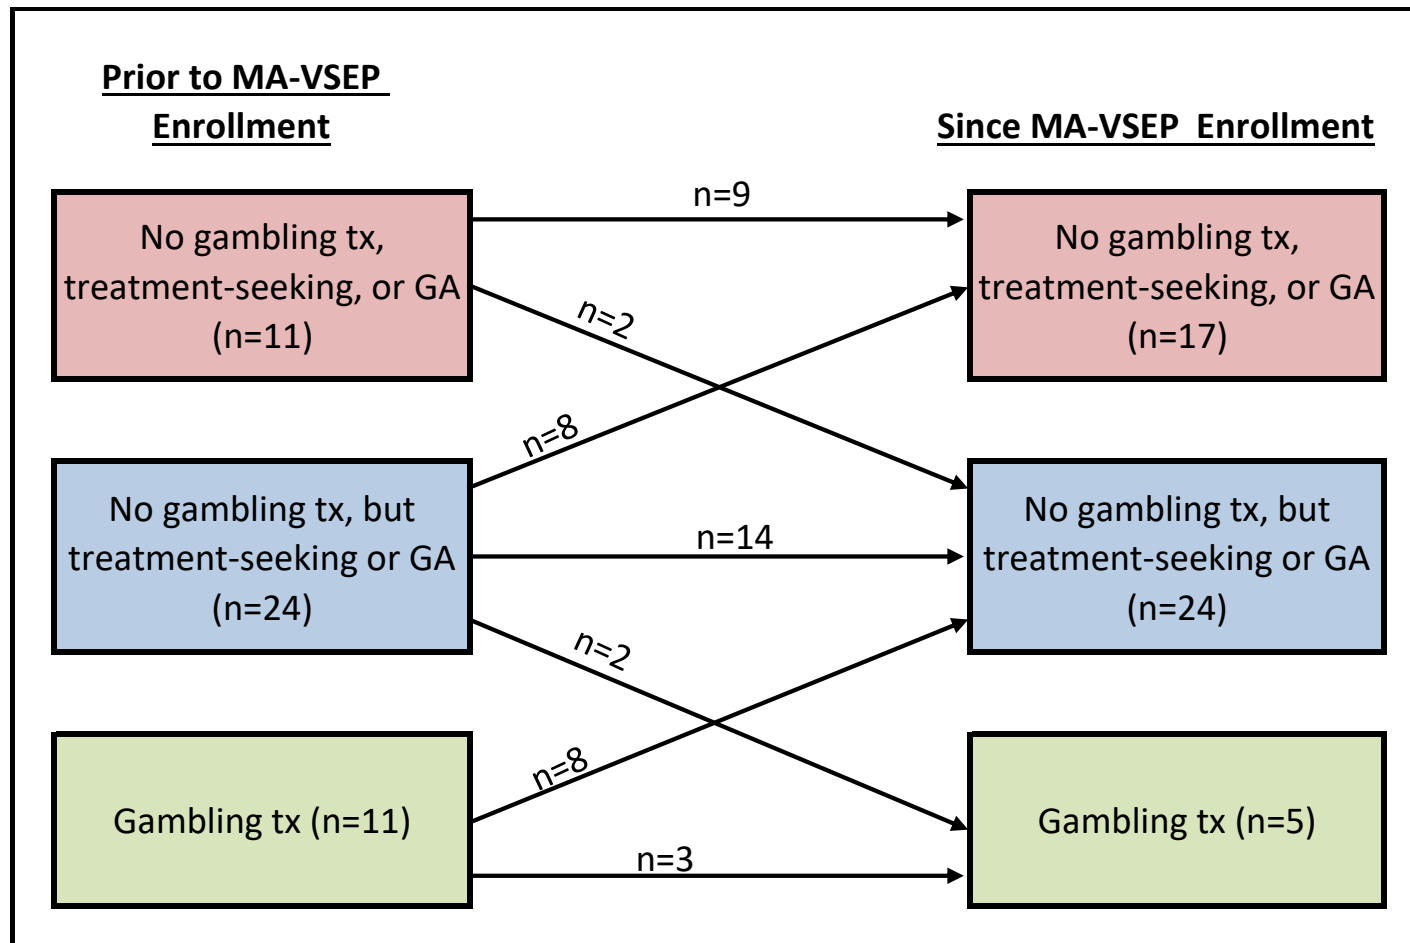 Prior to MA-VSEP
Enrollment
Since MA-VSEP Enrollment
No gambling tx,
treatment-seeking, or GA
(n=11)
n=9
n=2
No gambling tx,
treatment-seeking, or GA
(n=17)
No gambling tx, but
treatment-seeking or GA
(n=24)
n=8
n=14
n=2
No gambling tx, but
treatment-seeking or GA
(n=24)
Gambling tx (n=11)
n=8
n=3
Gambling tx (n=5)